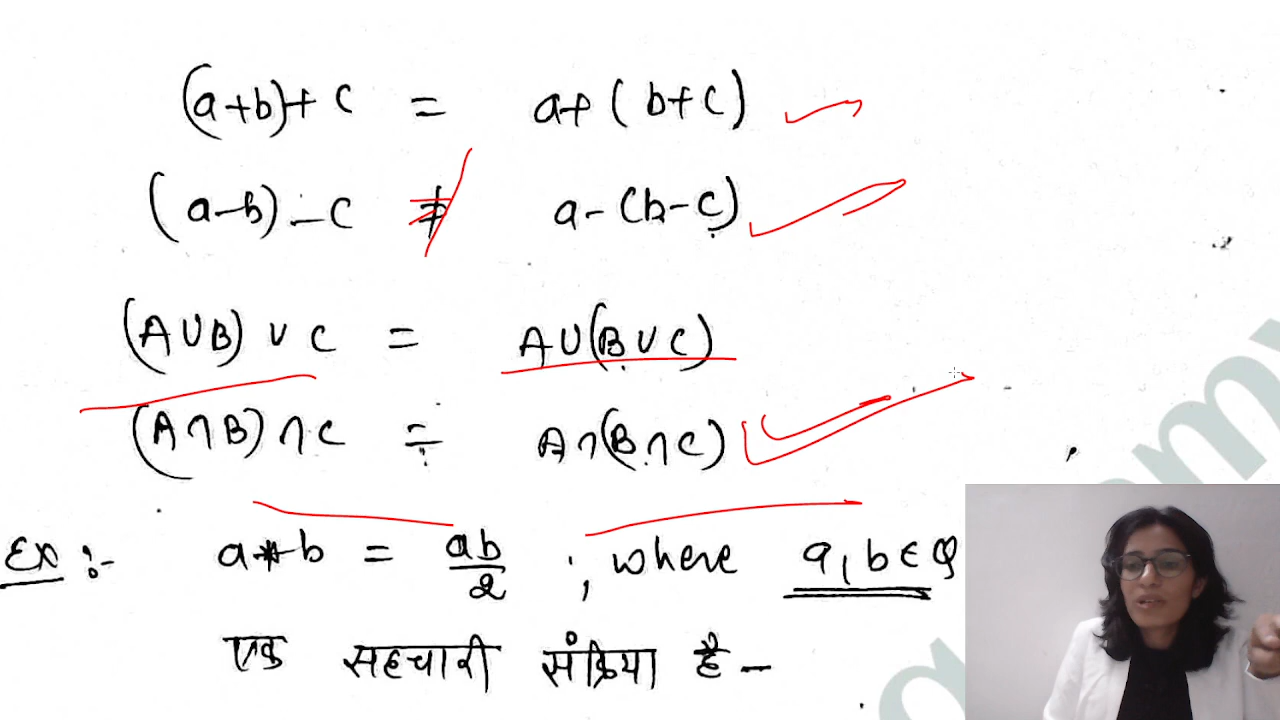 (a+b)+c = a+(b+c)
(a-b)-c ≠ a-(b-c)
(A∪B)∪C = A∪(B∪C)
(A∩B)∩C = A∩(B∩C)
Ex :- a*b = ab/2 ; where a, b ∈ Q
एक सहचारी संक्रिया है -